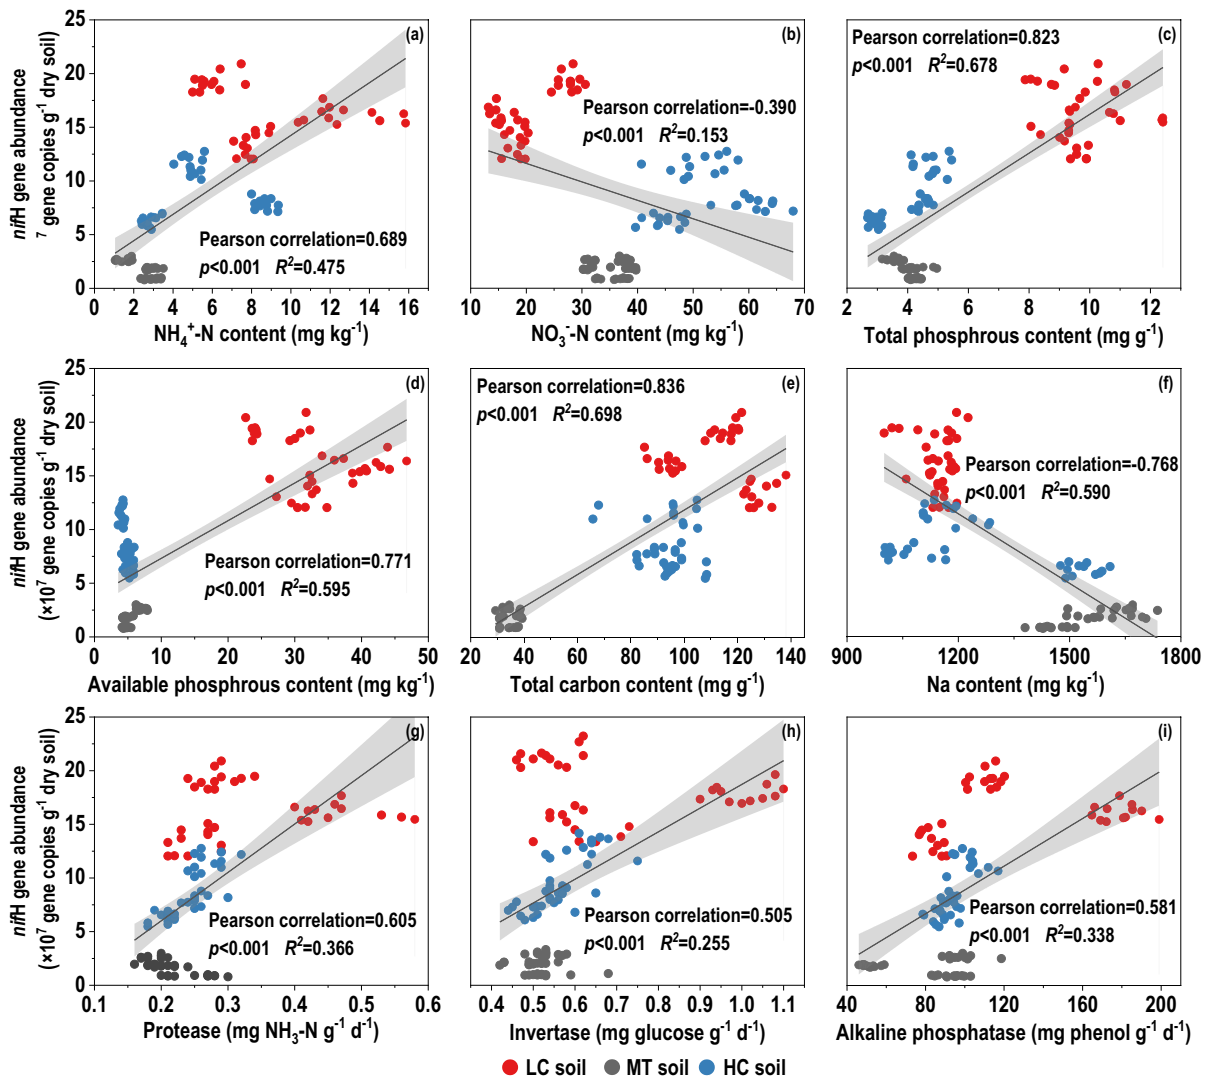 (a)
nifH gene abundance
7 gene copies g-1 dry soil)
25
20
15
10
5
0
Pearson correlation=0.689
p<0.001 R2=0.475
0 2 4 6 8 10 12 14 16
NH4+-N content (mg kg-1)
(b)
Pearson correlation=-0.390
p<0.001 R2=0.153
10 20 30 40 50 60 70
NO3--N content (mg kg-1)
(c)
Pearson correlation=0.823
p<0.001 R2=0.678
2 4 6 8 10 12
Total phosphrous content (mg g-1)
(d)
nifH gene abundance
(×107 gene copies g-1 dry soil)
25
20
15
10
5
0
Pearson correlation=0.771
p<0.001 R2=0.595
0 10 20 30 40 50
Available phosphrous content (mg kg-1)
(e)
Pearson correlation=0.836
p<0.001 R2=0.698
20 40 60 80 100 120 140
Total carbon content (mg g-1)
(f)
Pearson correlation=-0.768
p<0.001 R2=0.590
900 1200 1500 1800
Na content (mg kg-1)
(g)
nifH gene abundance
(×107 gene copies g-1 dry soil)
25
20
15
10
5
0
Pearson correlation=0.605
p<0.001 R2=0.366
0.1 0.2 0.3 0.4 0.5 0.6
Protease (mg NH3-N g-1 d-1)
(h)
Pearson correlation=0.505
p<0.001 R2=0.255
0.4 0.5 0.6 0.7 0.8 0.9 1.0 1.1
Invertase (mg glucose g-1 d-1)
(i)
Pearson correlation=0.581
p<0.001 R2=0.338
40 80 120 160 200
Alkaline phosphatase (mg phenol g-1 d-1)
LC soil MT soil HC soil